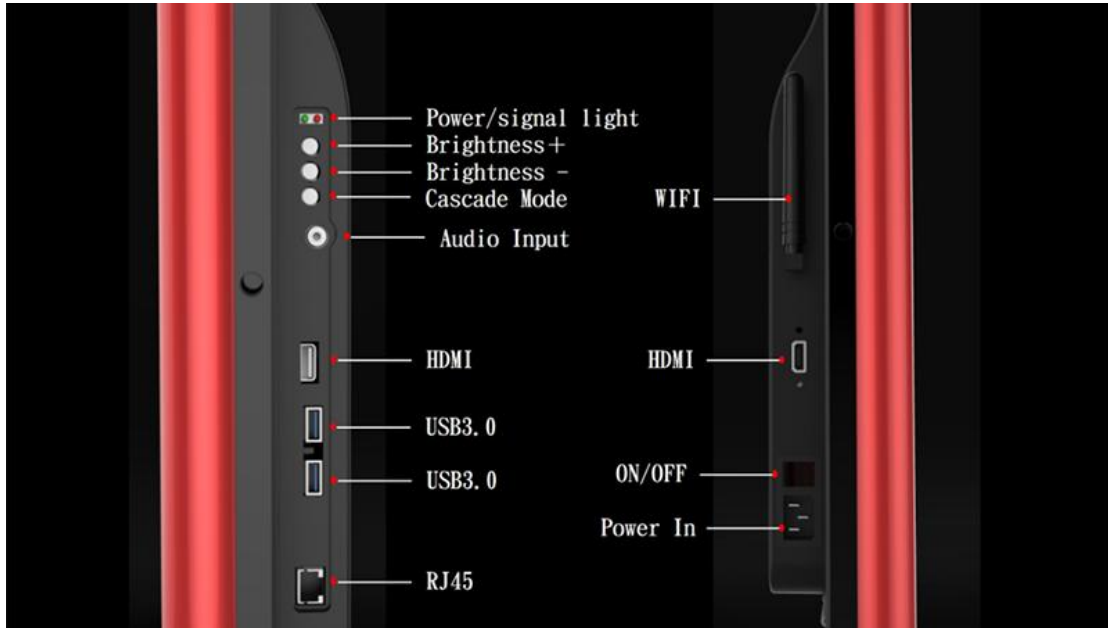 Power/signal light
Brightness＋
Brightness -
Cascade Mode
Audio Input
HDMI
USB3.0
USB3.0
RJ45
WIFI
HDMI
ON/OFF
Power In